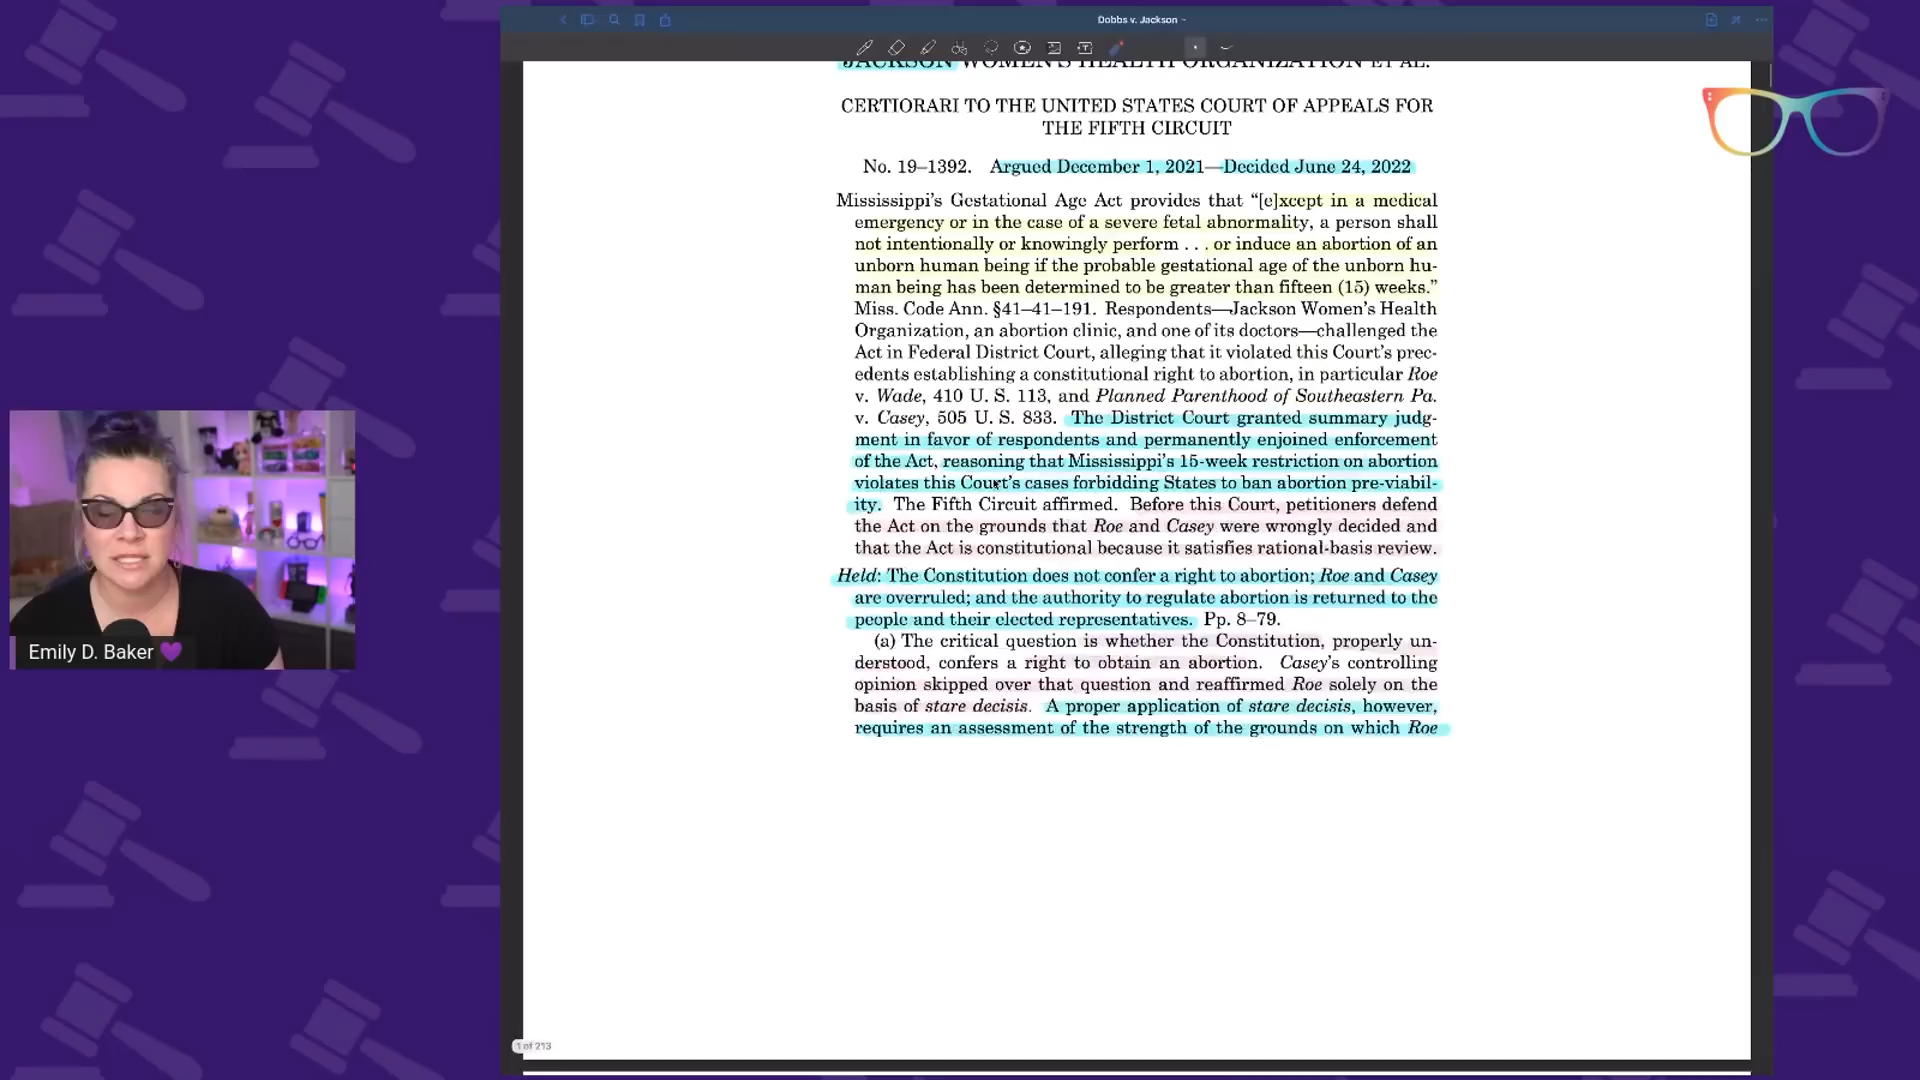 Dobbs v. Jackson
JACKSON WOMEN'S HEALTH ORGANIZATION ET AL.
CERTIORARI TO THE UNITED STATES COURT OF APPEALS FOR
THE FIFTH CIRCUIT
No. 19–1392. Argued December 1, 2021—Decided June 24, 2022
Mississippi's Gestational Age Act provides that “[e]xcept in a medical
emergency or in the case of a severe fetal abnormality, a person shall
not intentionally or knowingly perform . . . or induce an abortion of an
unborn human being if the probable gestational age of the unborn hu-
man being has been determined to be greater than fifteen (15) weeks.”
Miss. Code Ann. §41–41–191. Respondents—Jackson Women's Health
Organization, an abortion clinic, and one of its doctors—challenged the
Act in Federal District Court, alleging that it violated this Court's prec-
edents establishing a constitutional right to abortion, in particular Roe
v. Wade, 410 U. S. 113, and Planned Parenthood of Southeastern Pa.
v. Casey, 505 U. S. 833. The District Court granted summary judg-
ment in favor of respondents and permanently enjoined enforcement
of the Act, reasoning that Mississippi's 15-week restriction on abortion
violates this Court's cases forbidding States to ban abortion pre-viabil-
ity. The Fifth Circuit affirmed. Before this Court, petitioners defend
the Act on the grounds that Roe and Casey were wrongly decided and
that the Act is constitutional because it satisfies rational-basis review.
Held: The Constitution does not confer a right to abortion; Roe and Casey
are overruled; and the authority to regulate abortion is returned to the
people and their elected representatives. Pp. 8–79.
(a) The critical question is whether the Constitution, properly un-
derstood, confers a right to obtain an abortion. Casey's controlling
opinion skipped over that question and reaffirmed Roe solely on the
basis of stare decisis. A proper application of stare decisis, however,
requires an assessment of the strength of the grounds on which Roe
1 of 213
Emily D. Baker 💜